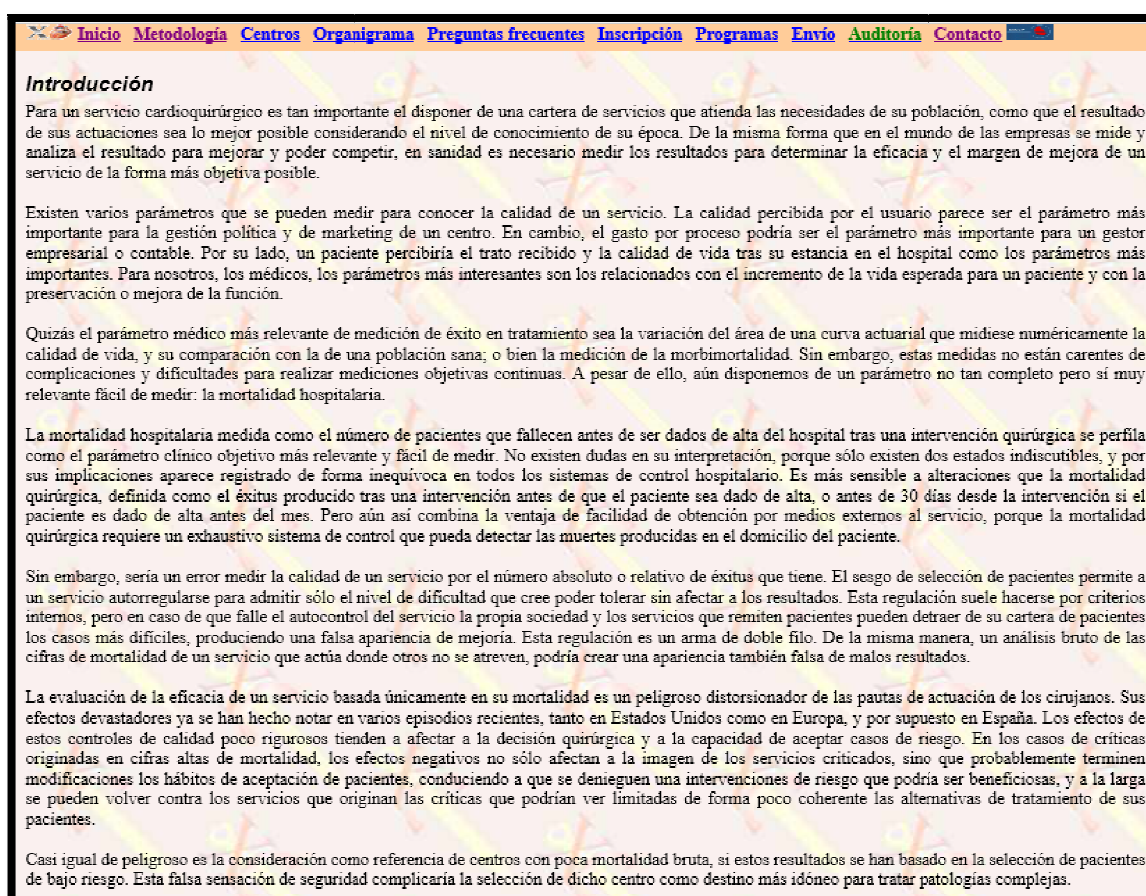 Inicio Metodología Centros Organigrama Preguntas frecuentes Inscripción Programas Envío Auditoría Contacto
Introducción
Para un servicio cardioquirúrgico es tan importante el disponer de una cartera de servicios que atienda las necesidades de su población, como que el resultado
de sus actuaciones sea lo mejor posible considerando el nivel de conocimiento de su época. De la misma forma que en el mundo de las empresas se mide y
analiza el resultado para mejorar y poder competir, en sanidad es necesario medir los resultados para determinar la eficacia y el margen de mejora de un
servicio de la forma más objetiva posible.
Existen varios parámetros que se pueden medir para conocer la calidad de un servicio. La calidad percibida por el usuario parece ser el parámetro más
importante para la gestión política y de marketing de un centro. En cambio, el gasto por proceso podría ser el parámetro más importante para un gestor
empresarial o contable. Por su lado, un paciente percibiría el trato recibido y la calidad de vida tras su estancia en el hospital como los parámetros más
importantes. Para nosotros, los médicos, los parámetros más interesantes son los relacionados con el incremento de la vida esperada para un paciente y con la
preservación o mejora de la función.
Quizás el parámetro médico más relevante de medición de éxito en tratamiento sea la variación del área de una curva actuarial que midiese numéricamente la
calidad de vida, y su comparación con la de una población sana; o bien la medición de la morbimortalidad. Sin embargo, estas medidas no están carentes de
complicaciones y dificultades para realizar mediciones objetivas continuas. A pesar de ello, aún disponemos de un parámetro no tan completo pero sí muy
relevante fácil de medir: la mortalidad hospitalaria.
La mortalidad hospitalaria medida como el número de pacientes que fallecen antes de ser dados de alta del hospital tras una intervención quirúrgica se perfila
como el parámetro clínico objetivo más relevante y fácil de medir. No existen dudas en su interpretación, porque sólo existen dos estados indiscutibles, y por
sus implicaciones aparece registrado de forma inequívoca en todos los sistemas de control hospitalario. Es más sensible a alteraciones que la mortalidad
quirúrgica, definida como el éxitus producido tras una intervención antes de que el paciente sea dado de alta, o antes de 30 días desde la intervención si el
paciente es dado de alta antes del mes. Pero aún así combina la ventaja de facilidad de obtención por medios externos al servicio, porque la mortalidad
quirúrgica requiere un exhaustivo sistema de control que pueda detectar las muertes producidas en el domicilio del paciente.
Sin embargo, sería un error medir la calidad de un servicio por el número absoluto o relativo de éxitus que tiene. El sesgo de selección de pacientes permite a
un servicio autorregularse para admitir sólo el nivel de dificultad que cree poder tolerar sin afectar a los resultados. Esta regulación suele hacerse por criterios
internos, pero en caso de que falle el autocontrol del servicio la propia sociedad y los servicios que remiten pacientes pueden detraer de su cartera de pacientes
los casos más difíciles, produciendo una falsa apariencia de mejoría. Esta regulación es un arma de doble filo. De la misma manera, un análisis bruto de las
cifras de mortalidad de un servicio que actúa donde otros no se atreven, podría crear una apariencia también falsa de malos resultados.
La evaluación de la eficacia de un servicio basada únicamente en su mortalidad es un peligroso distorsionador de las pautas de actuación de los cirujanos. Sus
efectos devastadores ya se han hecho notar en varios episodios recientes, tanto en Estados Unidos como en Europa, y por supuesto en España. Los efectos de
estos controles de calidad poco rigurosos tienden a afectar a la decisión quirúrgica y a la capacidad de aceptar casos de riesgo. En los casos de críticas
originadas en cifras altas de mortalidad, los efectos negativos no sólo afectan a la imagen de los servicios criticados, sino que probablemente terminen
modificaciones los hábitos de aceptación de pacientes, conduciendo a que se denieguen una intervenciones de riesgo que podría ser beneficiosas, y a la larga
se pueden volver contra los servicios que originan las críticas que podrían ver limitadas de forma poco coherente las alternativas de tratamiento de sus
pacientes.
Casi igual de peligroso es la consideración como referencia de centros con poca mortalidad bruta, si estos resultados se han basado en la selección de pacientes
de bajo riesgo. Esta falsa sensación de seguridad complicaría la selección de dicho centro como destino más idóneo para tratar patologías complejas.